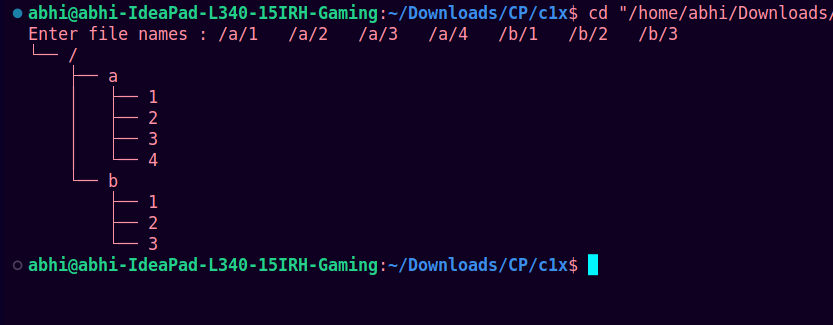 abhi@abhi-IdeaPad-L340-15IRH-Gaming:~/Downloads/CP/c1x$ cd "/home/abhi/Downloads/
Enter file names : /a/1   /a/2   /a/3   /a/4   /b/1   /b/2   /b/3
└── /
    ├── a
    │   ├── 1
    │   ├── 2
    │   ├── 3
    │   └── 4
    └── b
        ├── 1
        ├── 2
        └── 3
abhi@abhi-IdeaPad-L340-15IRH-Gaming:~/Downloads/CP/c1x$